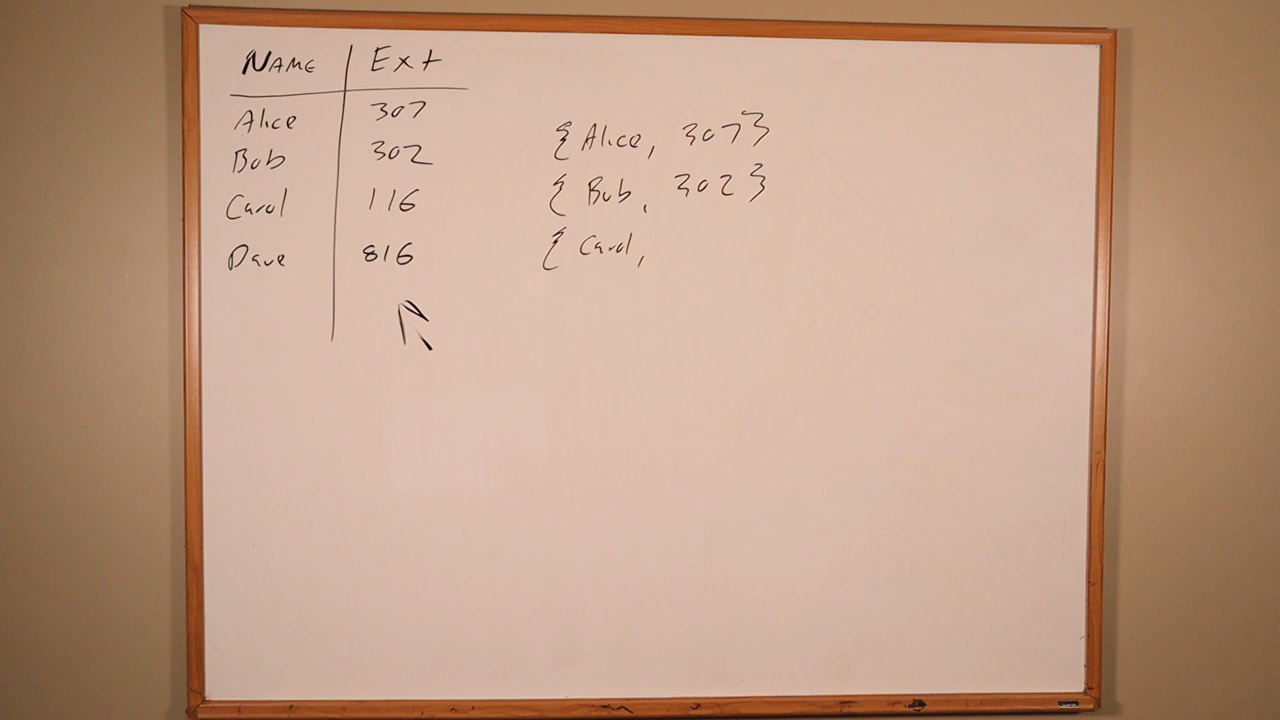 NAME | Ext
Alice | 307
Bob | 302
Carol | 116
Dave | 816
{Alice, 307}
{Bob, 302}
{Carol,